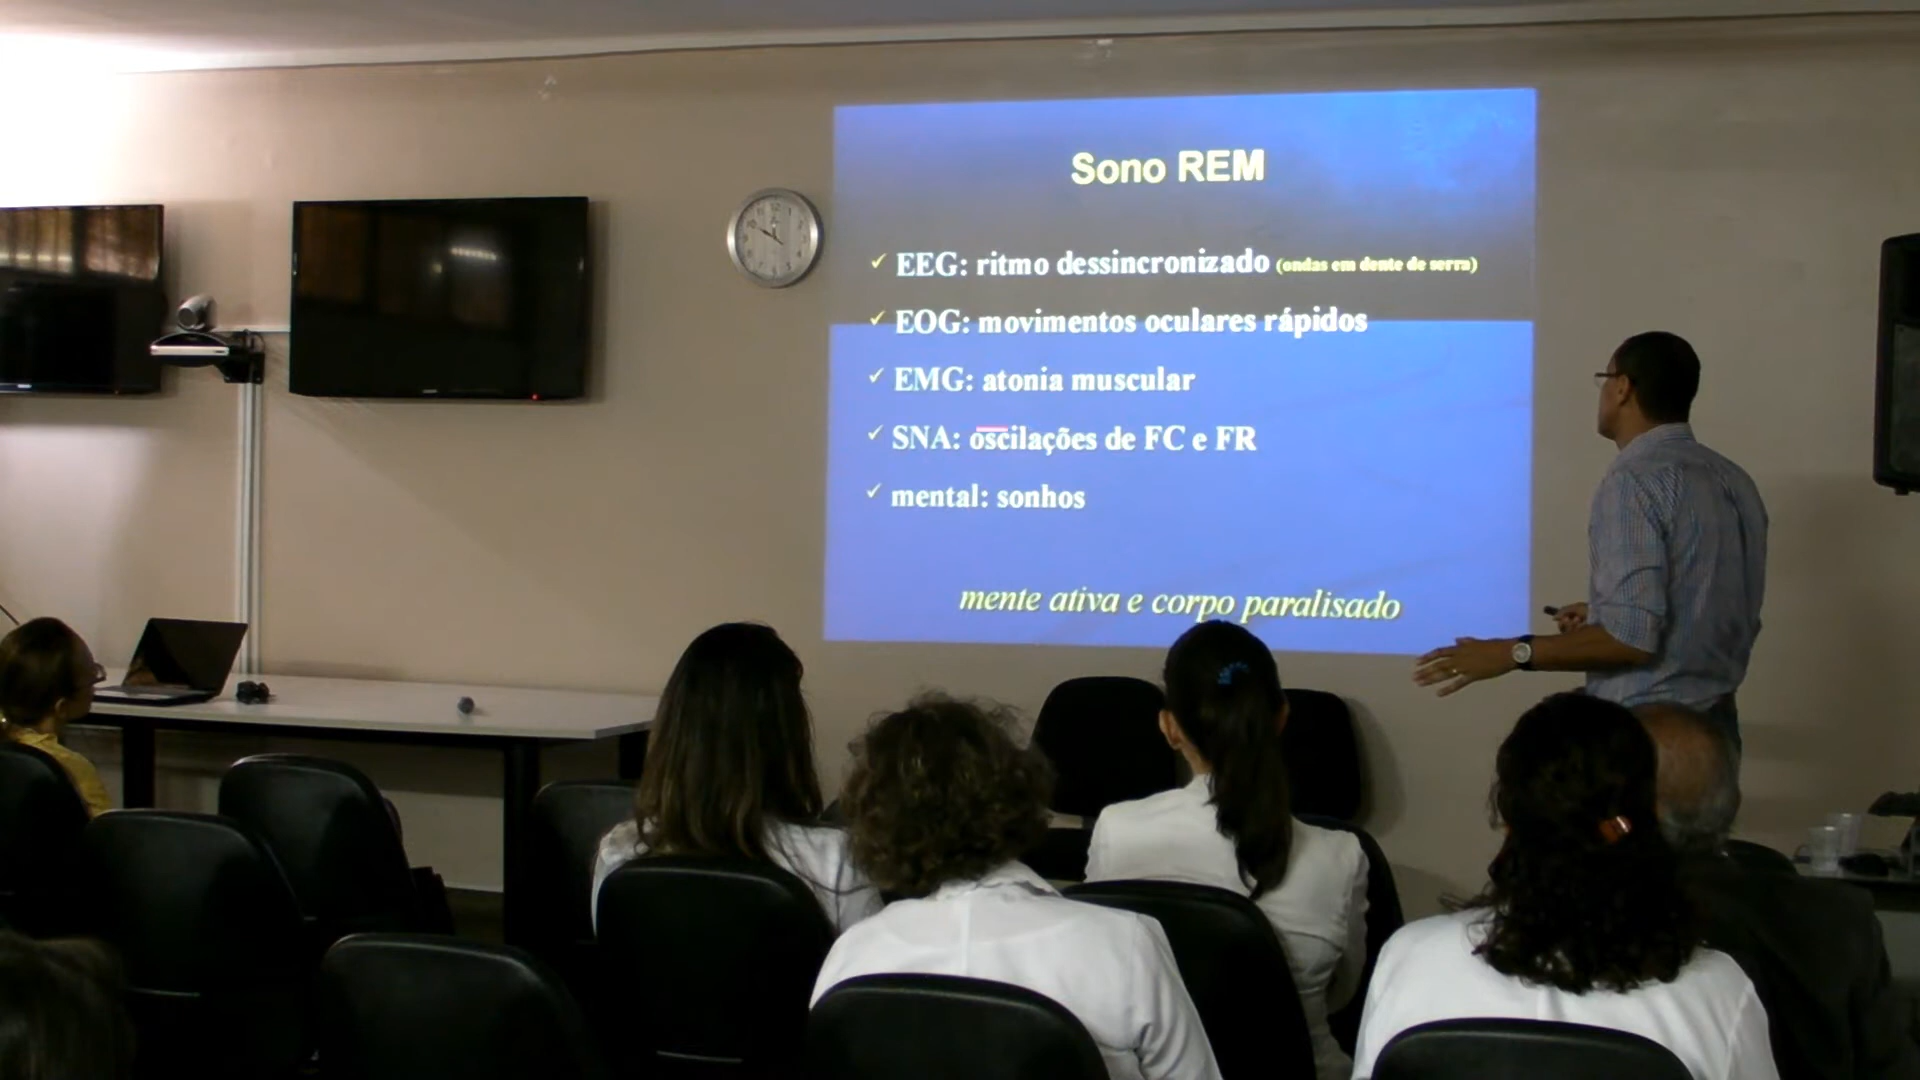 Sono REM
✓ EEG: ritmo dessincronizado (ondas em dente de serra)
✓ EOG: movimentos oculares rápidos
✓ EMG: atonia muscular
✓ SNA: oscilações de FC e FR
✓ mental: sonhos
mente ativa e corpo paralisado